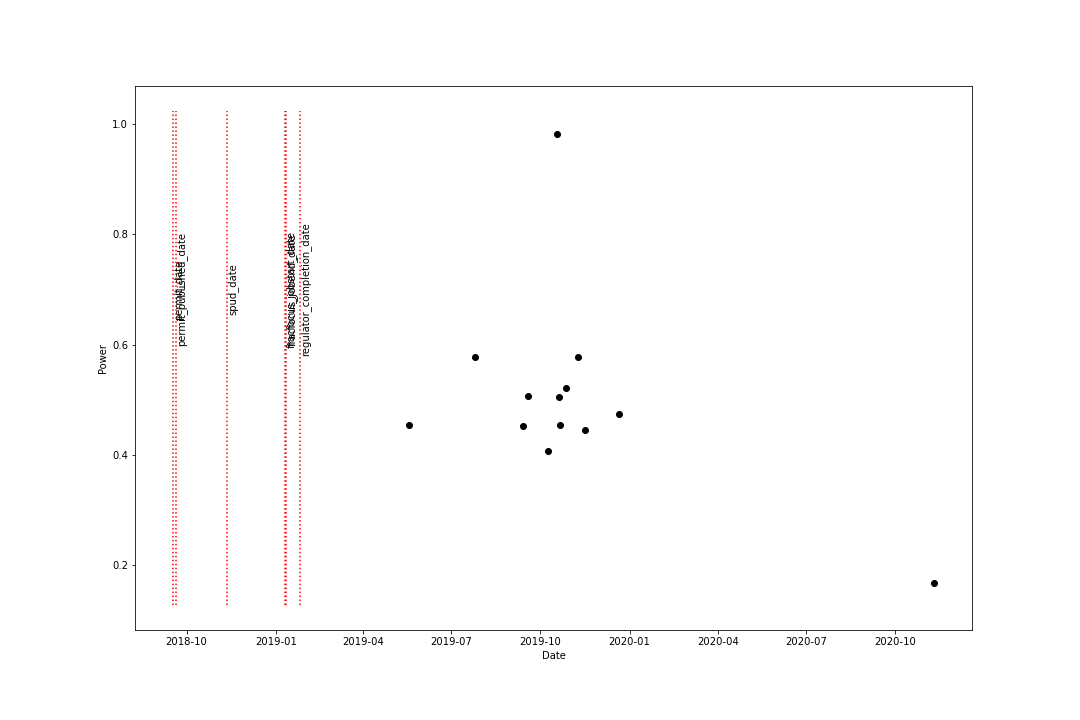 1.0
0.8
0.6
0.4
0.2
Power
permit_date
permit_published_date
spud_date
regulator_completion_date
2018-10
2019-01
2019-04
2019-07
2019-10
2020-01
2020-04
2020-07
2020-10
Date